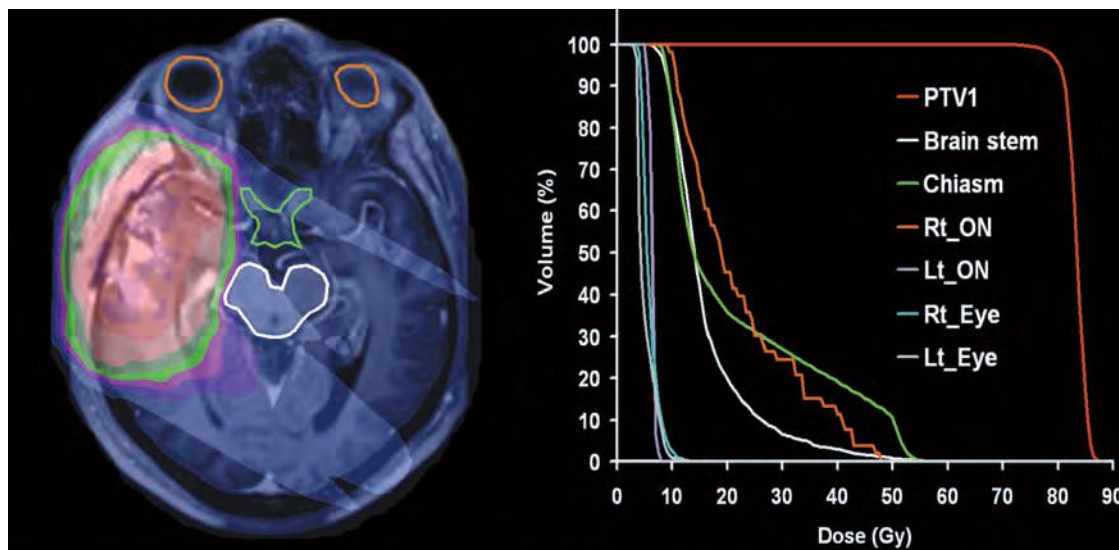 Volume (%)
100
90
80
70
60
50
40
30
20
10
0
PTV1
Brain stem
Chiasm
Rt_ON
Lt_ON
Rt_Eye
Lt_Eye
0 10 20 30 40 50 60 70 80 90
Dose (Gy)